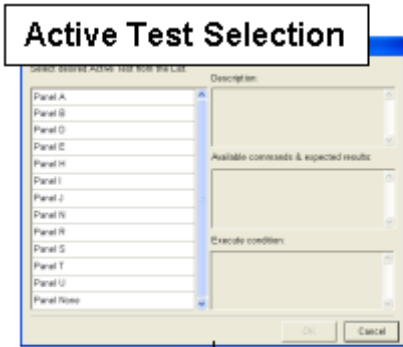 Active Test Selection
Select desired Active Test from the List.
Panel A
Panel B
Panel D
Panel E
Panel H
Panel I
Panel J
Panel N
Panel R
Panel S
Panel T
Panel U
Panel None
Description:
Available commands & expected results:
Execute condition:
OK
Cancel